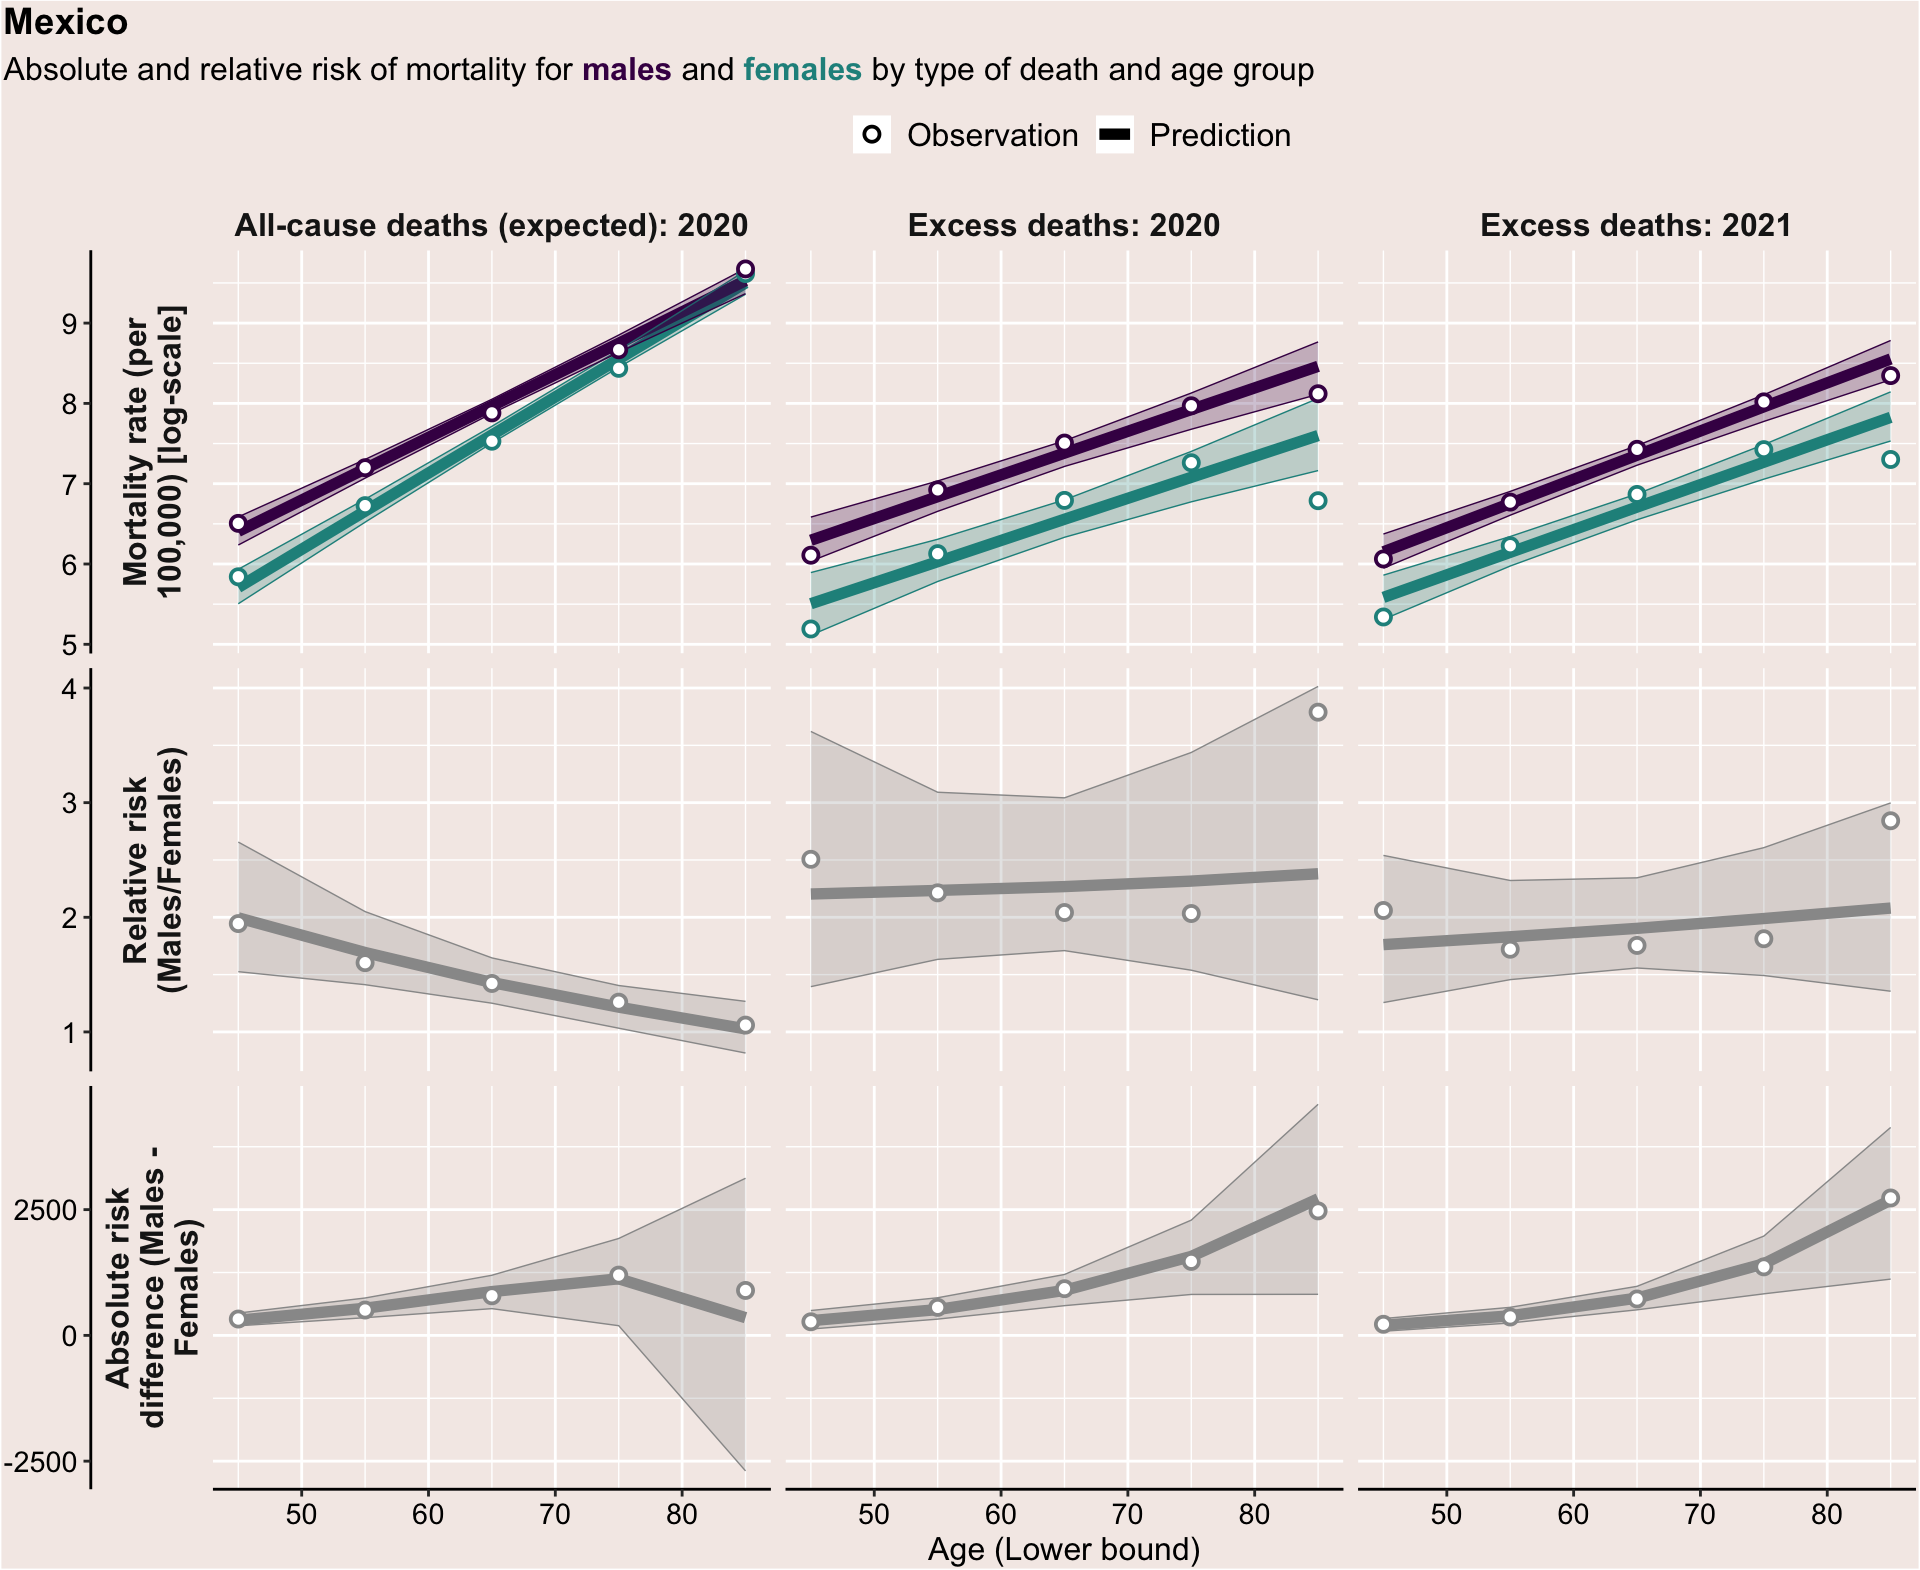 Mexico
Absolute and relative risk of mortality for males and females by type of death and age group
Observation Prediction
All-cause deaths (expected): 2020 Excess deaths: 2020 Excess deaths: 2021
Mortality rate (per
100,000) [log-scale]
9
8
7
6
5
Relative risk
(Males/Females)
4
3
2
1
Absolute risk
difference (Males -
Females)
2500
0
-2500
50 60 70 80 50 60 70 80 50 60 70 80
Age (Lower bound)